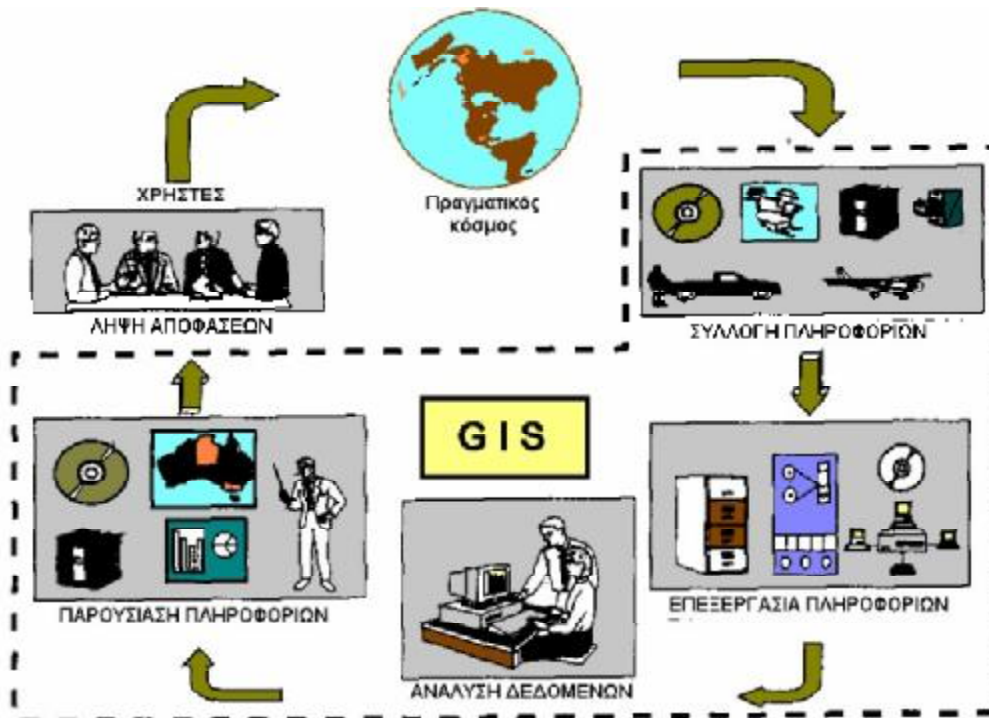 Πραγματικός
κόσμος
ΧΡΗΣΤΕΣ
ΛΗΨΗ ΑΠΟΦΑΣΕΩΝ
ΣΥΛΛΟΓΗ ΠΛΗΡΟΦΟΡΙΩΝ
GIS
ΠΑΡΟΥΣΙΑΣΗ ΠΛΗΡΟΦΟΡΙΩΝ
ΕΠΕΞΕΡΓΑΣΙΑ ΠΛΗΡΟΦΟΡΙΩΝ
ΑΝΑΛΥΣΗ ΔΕΔΟΜΕΝΩΝ